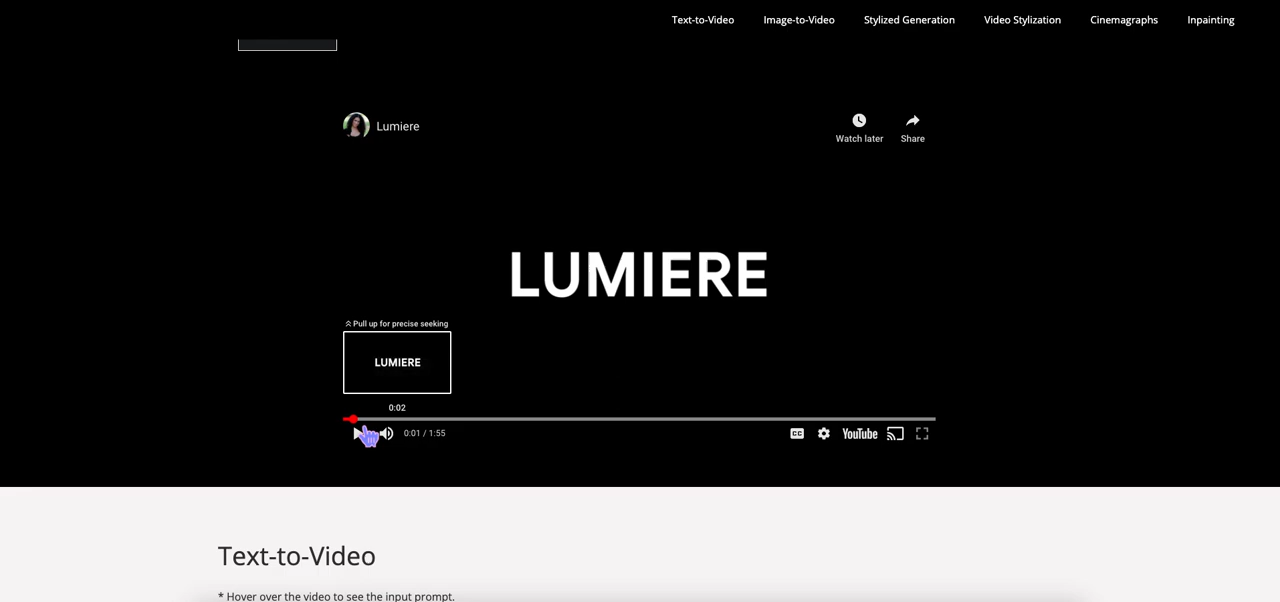 Text-to-Video Image-to-Video Stylized Generation Video Stylization Cinemagraphs Inpainting
Lumiere
Watch later Share
LUMIERE
Pull up for precise seeking
LUMIERE
0:02
0:01 / 1:55 CC YouTube
Text-to-Video
* Hover over the video to see the input prompt.